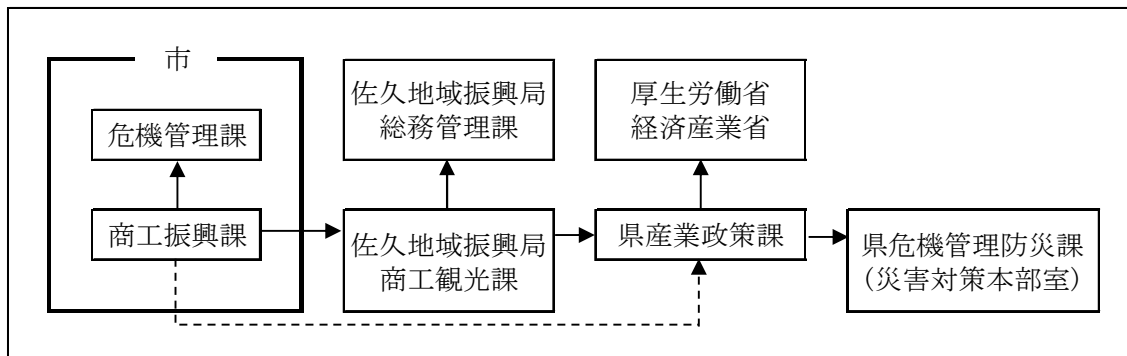 市
危機管理課
商工振興課
佐久地域振興局
総務管理課
佐久地域振興局
商工観光課
厚生労働省
経済産業省
県産業政策課
県危機管理防災課
（災害対策本部室）